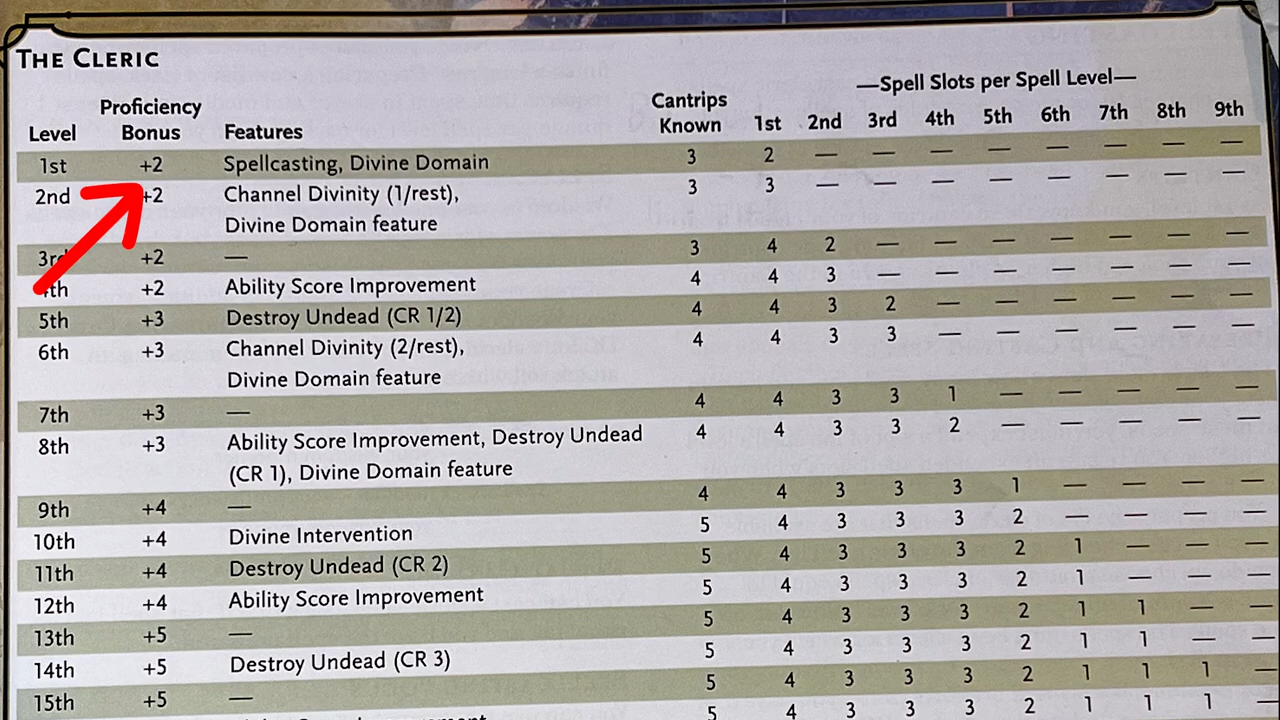 THE CLERIC
—Spell Slots per Spell Level—
Proficiency Cantrips
Level Bonus Features Known 1st 2nd 3rd 4th 5th 6th 7th 8th 9th
1st +2 Spellcasting, Divine Domain 3 2 — — — — — — — —
2nd +2 Channel Divinity (1/rest), 3 3 — — — — — — — —
Divine Domain feature
3rd +2 — 3 4 2 — — — — — — —
4th +2 Ability Score Improvement 4 4 3 — — — — — — —
5th +3 Destroy Undead (CR 1/2) 4 4 3 2 — — — — — —
6th +3 Channel Divinity (2/rest), 4 4 3 3 — — — — — —
Divine Domain feature
7th +3 — 4 4 3 3 1 — — — — —
8th +3 Ability Score Improvement, Destroy Undead 4 4 3 3 2 — — — — —
(CR 1), Divine Domain feature
9th +4 — 4 4 3 3 3 1 — — — —
10th +4 Divine Intervention 5 4 3 3 3 2 — — — —
11th +4 Destroy Undead (CR 2) 5 4 3 3 3 2 1 — — —
12th +4 Ability Score Improvement 5 4 3 3 3 2 1 — — —
13th +5 — 5 4 3 3 3 2 1 1 — —
14th +5 Destroy Undead (CR 3) 5 4 3 3 3 2 1 1 — —
15th +5 — 5 4 3 3 3 2 1 1 1 —
5 4 3 3 3 2 1 1 1 —